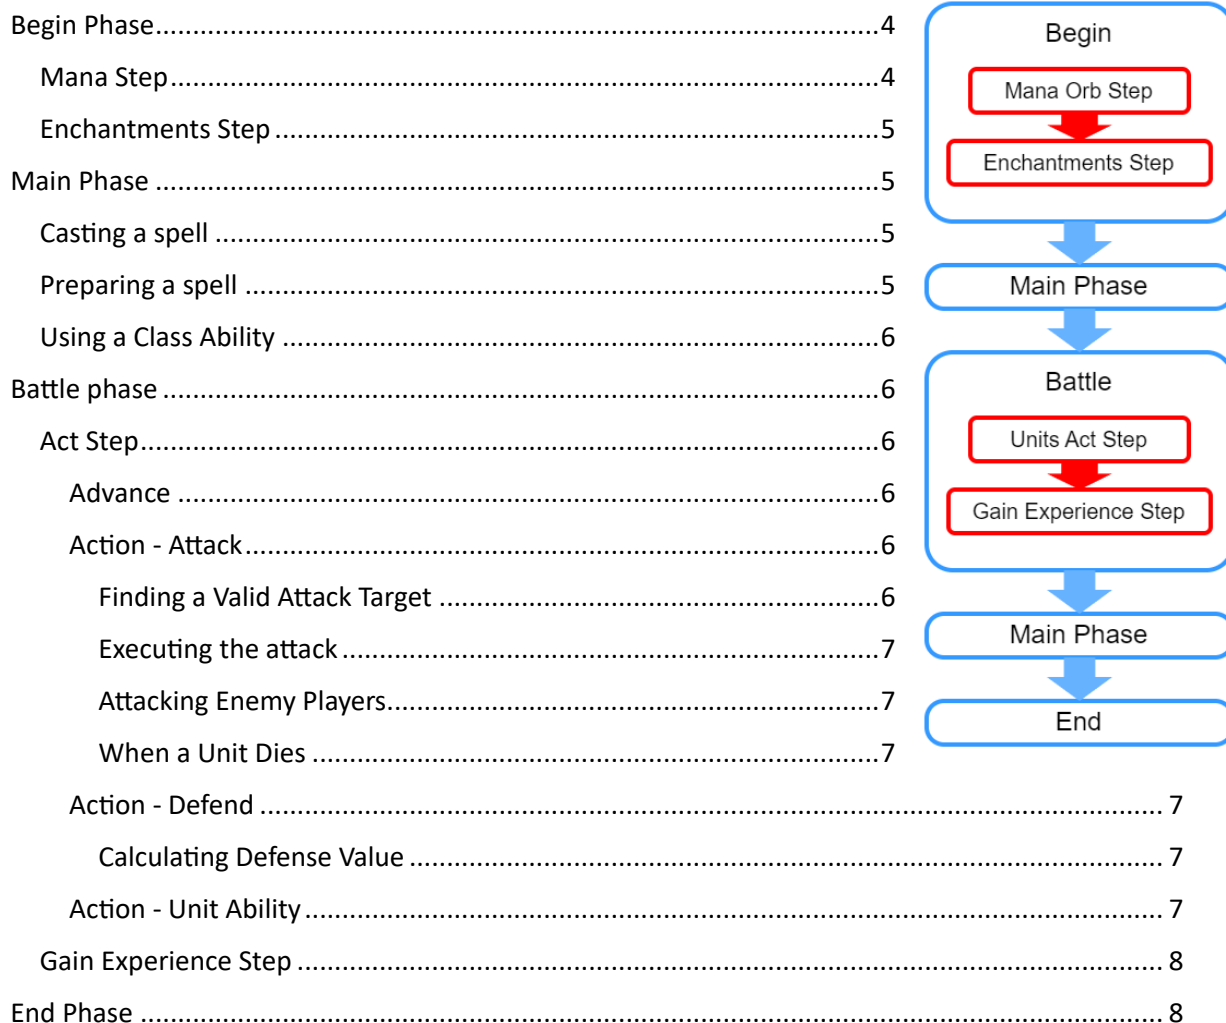 Begin Phase 4
Mana Step 4
Enchantments Step 5
Main Phase 5
Casting a spell 5
Preparing a spell 5
Using a Class Ability 6
Battle phase 6
Act Step 6
Advance 6
Action - Attack 6
Finding a Valid Attack Target 6
Executing the attack 7
Attacking Enemy Players 7
When a Unit Dies 7
Action - Defend 7
Calculating Defense Value 7
Action - Unit Ability 7
Gain Experience Step 8
End Phase 8
Begin
Mana Orb Step
Enchantments Step
Main Phase
Battle
Units Act Step
Gain Experience Step
Main Phase
End